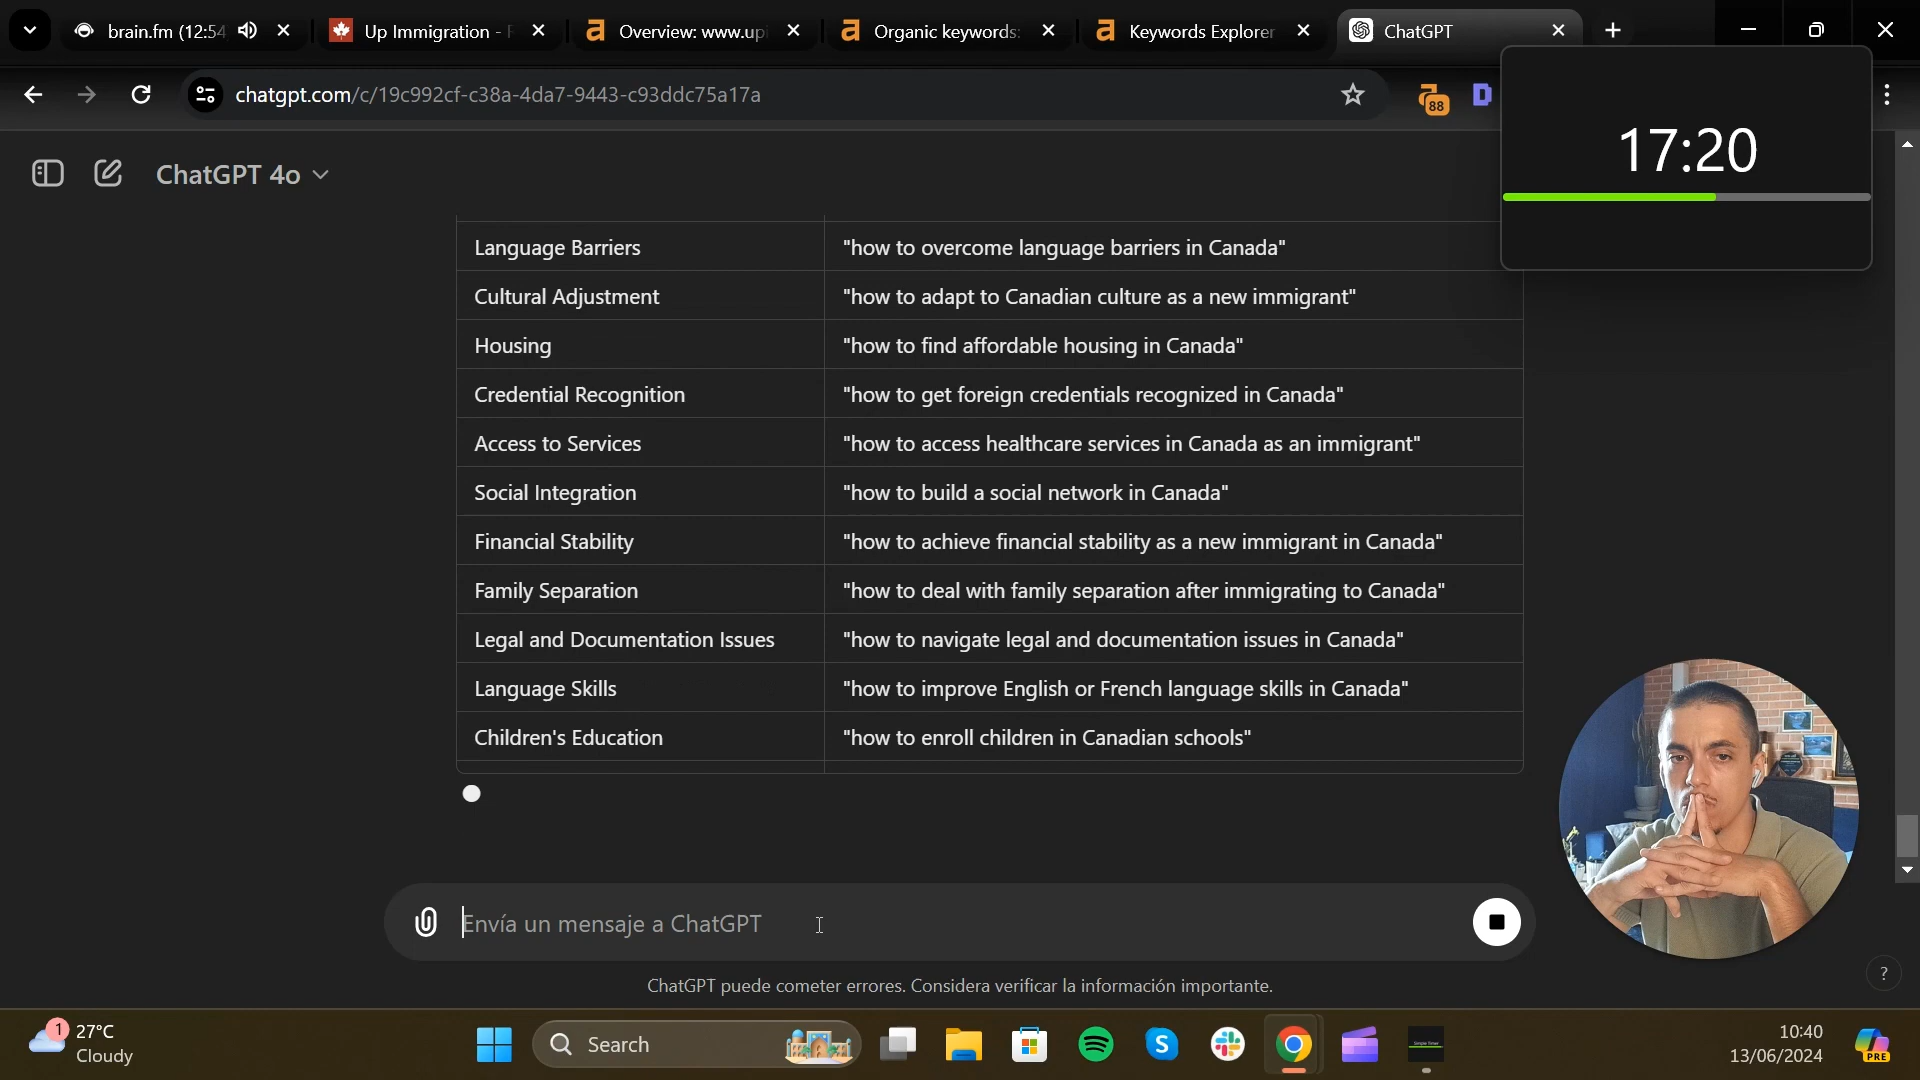 brain.fm (12:54
Up Immigration -
Overview: www.up
Organic keywords:
Keywords Explorer
ChatGPT
chatgpt.com/c/19c992cf-c38a-4da7-9443-c93ddc75a17a
88
17:20
ChatGPT 4o
Language Barriers "how to overcome language barriers in Canada"
Cultural Adjustment "how to adapt to Canadian culture as a new immigrant"
Housing "how to find affordable housing in Canada"
Credential Recognition "how to get foreign credentials recognized in Canada"
Access to Services "how to access healthcare services in Canada as an immigrant"
Social Integration "how to build a social network in Canada"
Financial Stability "how to achieve financial stability as a new immigrant in Canada"
Family Separation "how to deal with family separation after immigrating to Canada"
Legal and Documentation Issues "how to navigate legal and documentation issues in Canada"
Language Skills "how to improve English or French language skills in Canada"
Children's Education "how to enroll children in Canadian schools"
Envía un mensaje a ChatGPT
ChatGPT puede cometer errores. Considera verificar la información importante.
?
1
27°C
Cloudy
Search
10:40
13/06/2024
PRE